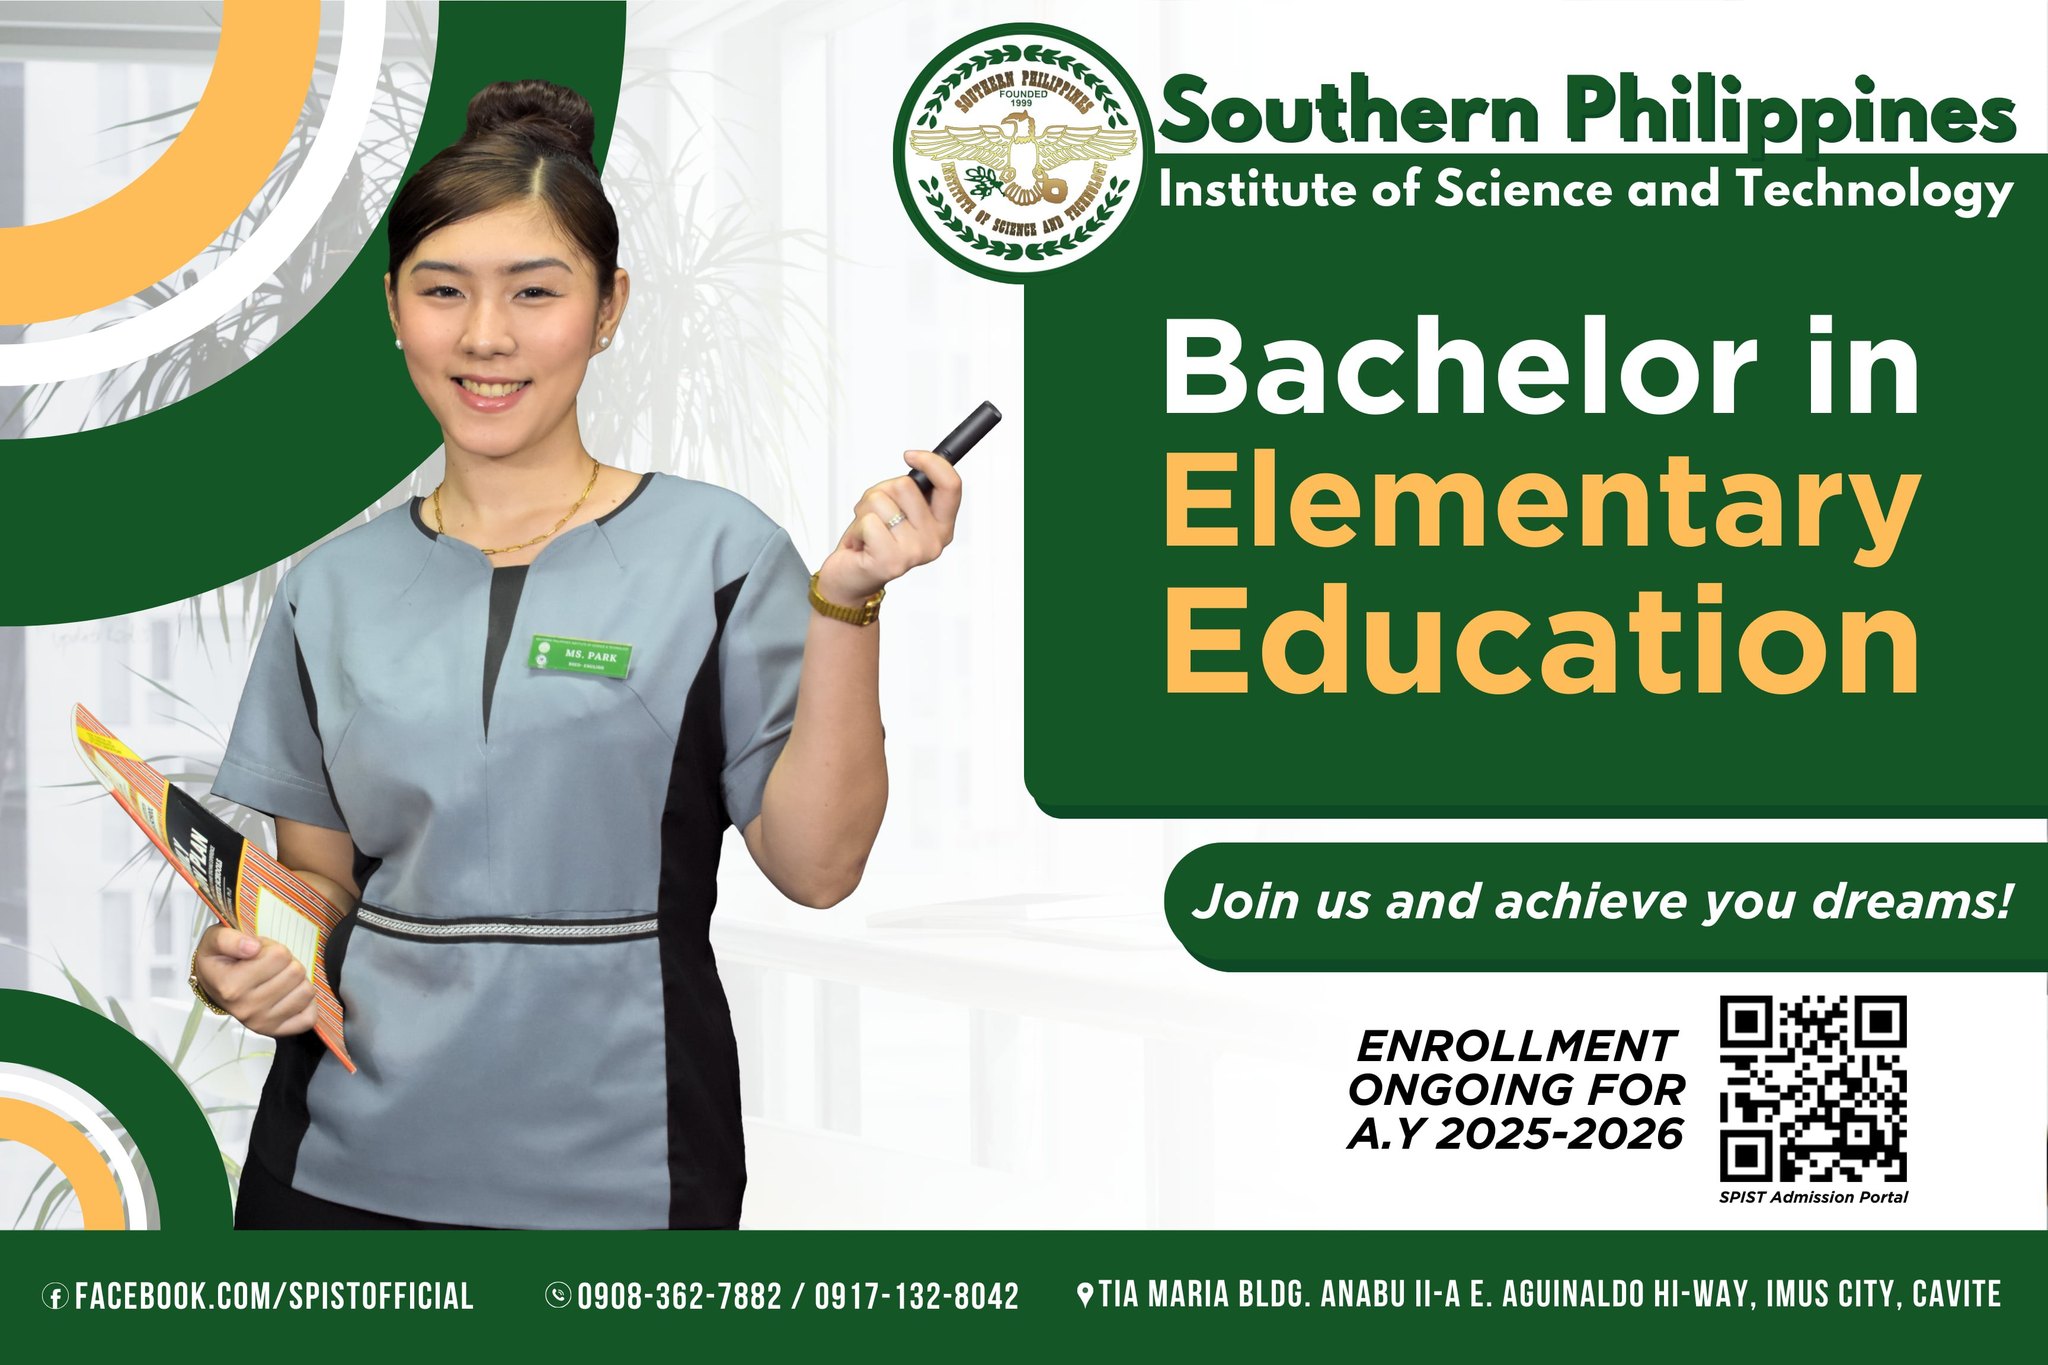 SOUTHERN PHILIPPINES
FOUNDED
1999
INSTITUTE OF SCIENCE AND TECHNOLOGY
Southern Philippines
Institute of Science and Technology
Bachelor in
Elementary
Education
MS. PARK
PLAN
Join us and achieve you dreams!
ENROLLMENT
ONGOING FOR
A.Y 2025-2026
SPIST Admission Portal
FACEBOOK.COM/SPISTOFFICIAL
0908-362-7882 / 0917-132-8042
TIA MARIA BLDG. ANABU II-A E. AGUINALDO HI-WAY, IMUS CITY, CAVITE